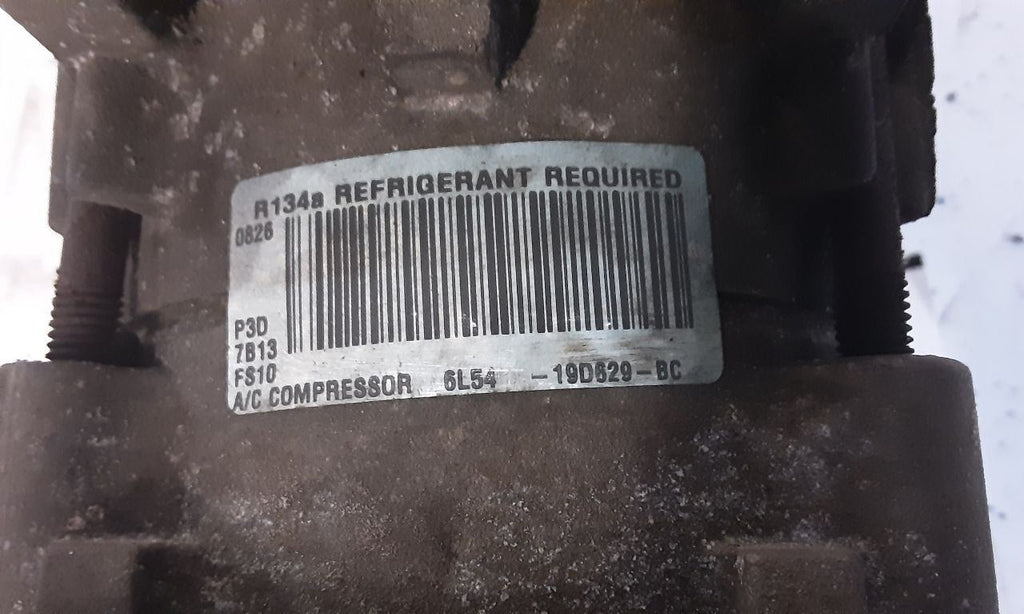 R134a REFRIGERANT REQUIRED
0826
P3D
7B13
FS10
A/C COMPRESSOR 6L54 -19D629-BC